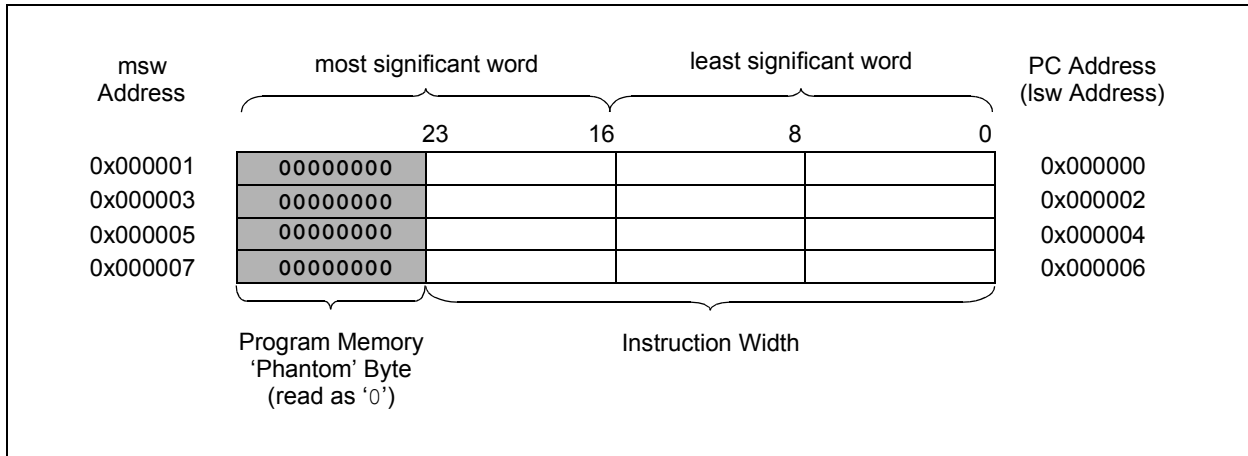 msw
Address
most significant word
least significant word
PC Address
(lsw Address)
23 16 8 0
0x000001 00000000 0x000000
0x000003 00000000 0x000002
0x000005 00000000 0x000004
0x000007 00000000 0x000006
Program Memory
‘Phantom’ Byte
(read as ‘0’)
Instruction Width